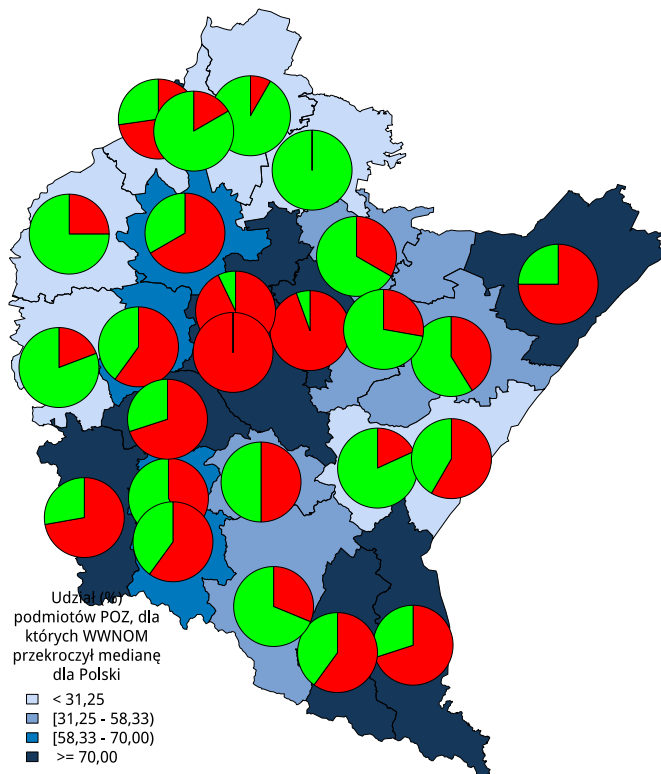 Udział (%)
podmiotów POZ, dla
których WWNOM
przekroczył medianę
dla Polski
< 31,25
[31,25 - 58,33)
[58,33 - 70,00)
>= 70,00